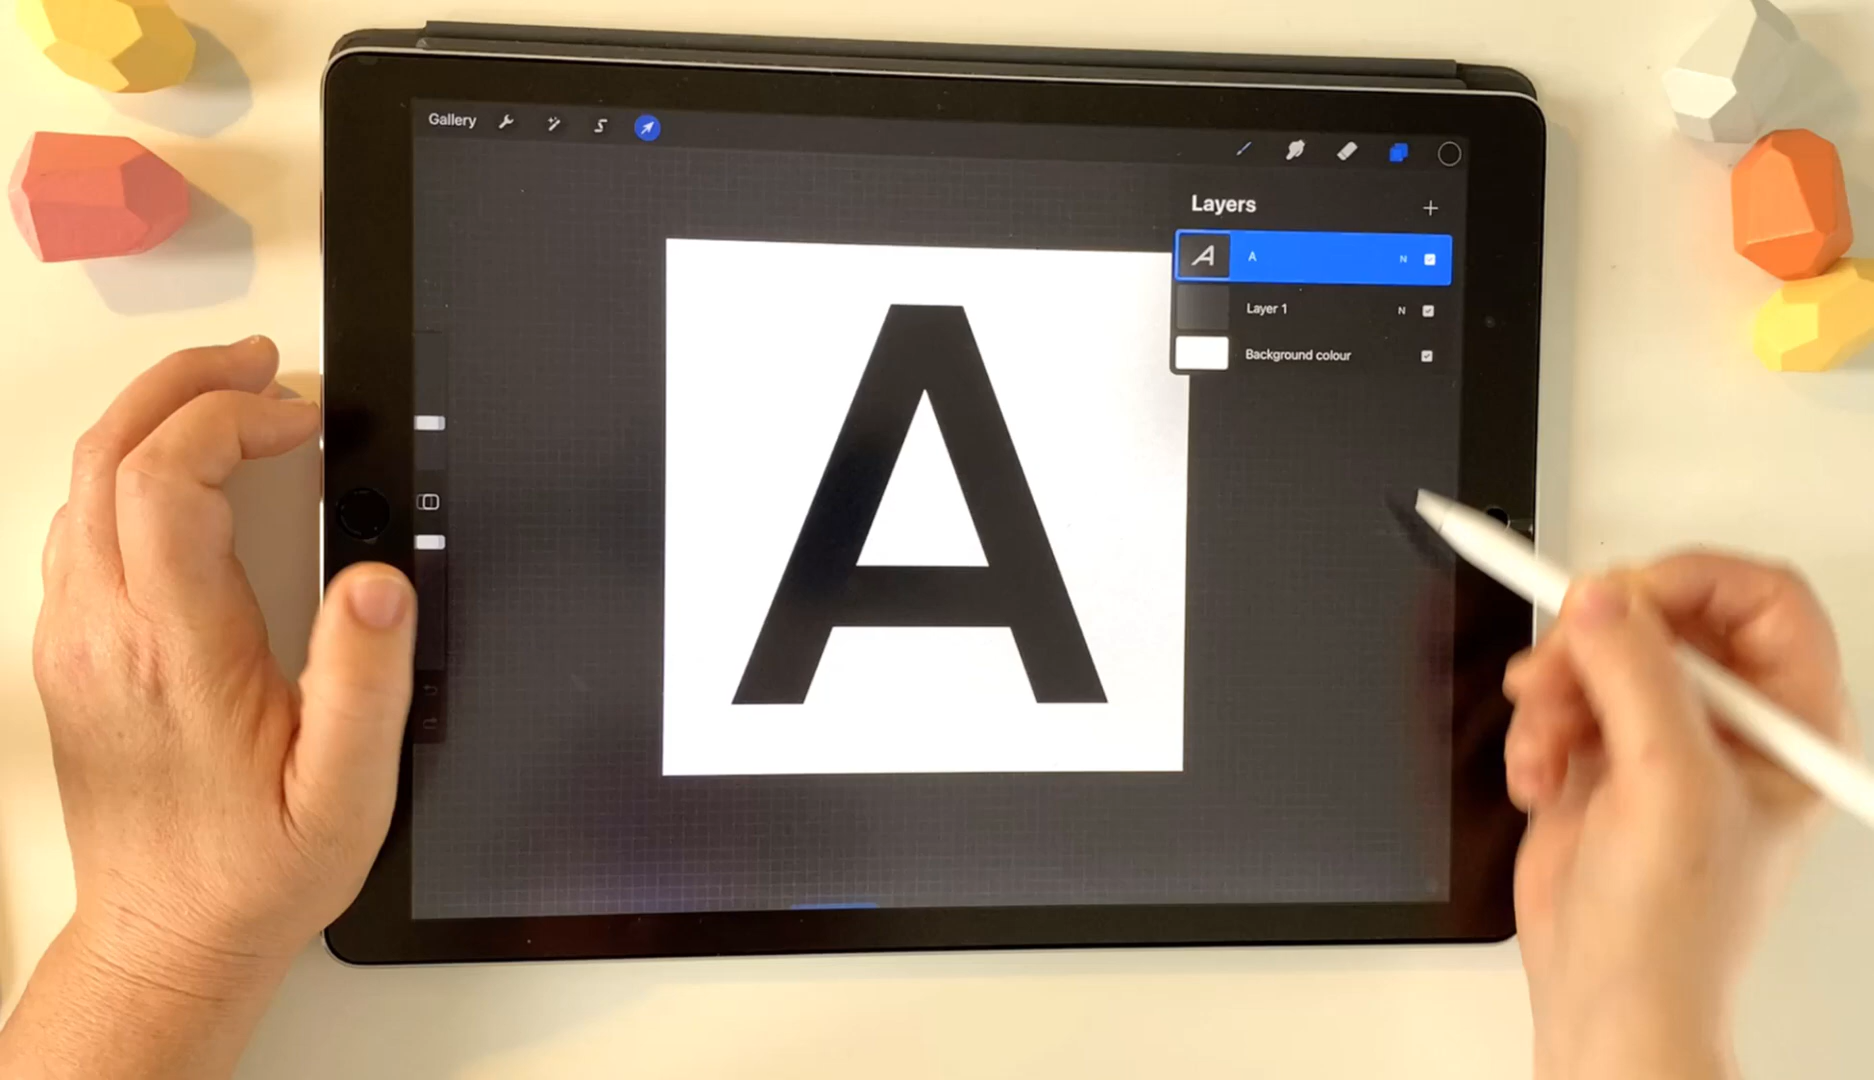 Gallery
Layers
A N
Layer 1 N
Background colour
A